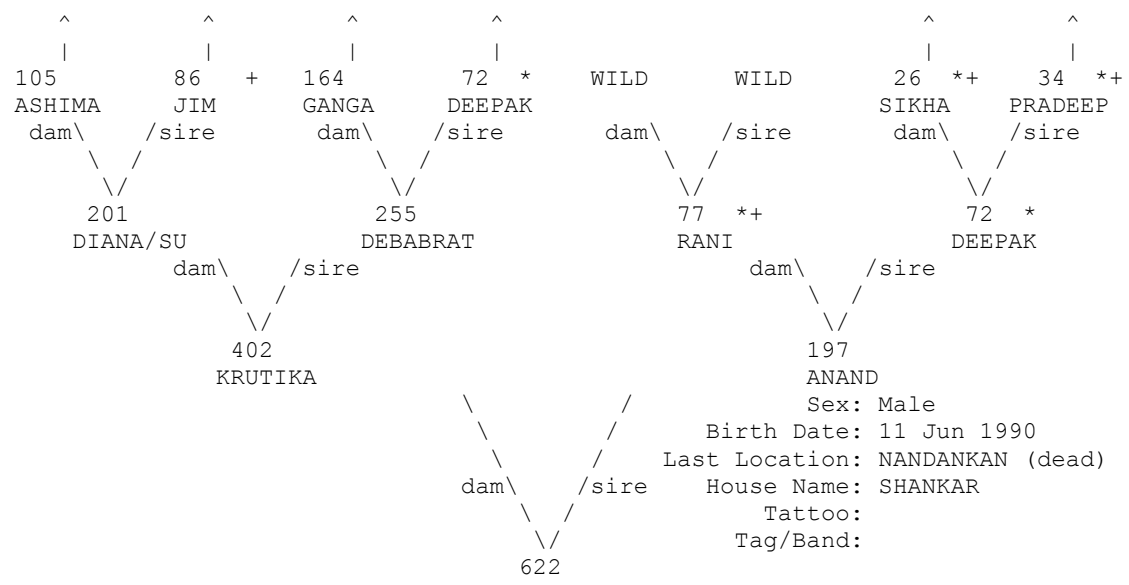 ^ ^ ^ ^ ^ ^
| | | | | |
105 86 + 164 72 * WILD WILD 26 *+ 34 *+
ASHIMA JIM GANGA DEEPAK SIKHA PRADEEP
dam\ /sire dam\ /sire dam\ /sire dam\ /sire
\ / \ / \ / \ /
\/ \/ \/ \/
201 255 77 *+ 72 *
DIANA/SU DEBABRAT RANI DEEPAK
dam\ /sire dam\ /sire
\ / \ /
\/ \/
402 197
KRUTIKA ANAND
\ / Sex: Male
\ / Birth Date: 11 Jun 1990
\ / Last Location: NANDANKAN (dead)
dam\ /sire House Name: SHANKAR
\ / Tattoo:
\/ Tag/Band:
622